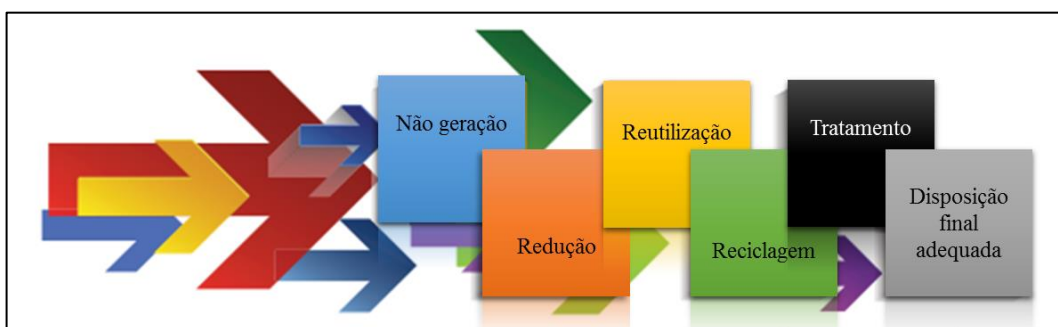 Não geração
Redução
Reutilização
Reciclagem
Tratamento
Disposição
final
adequada